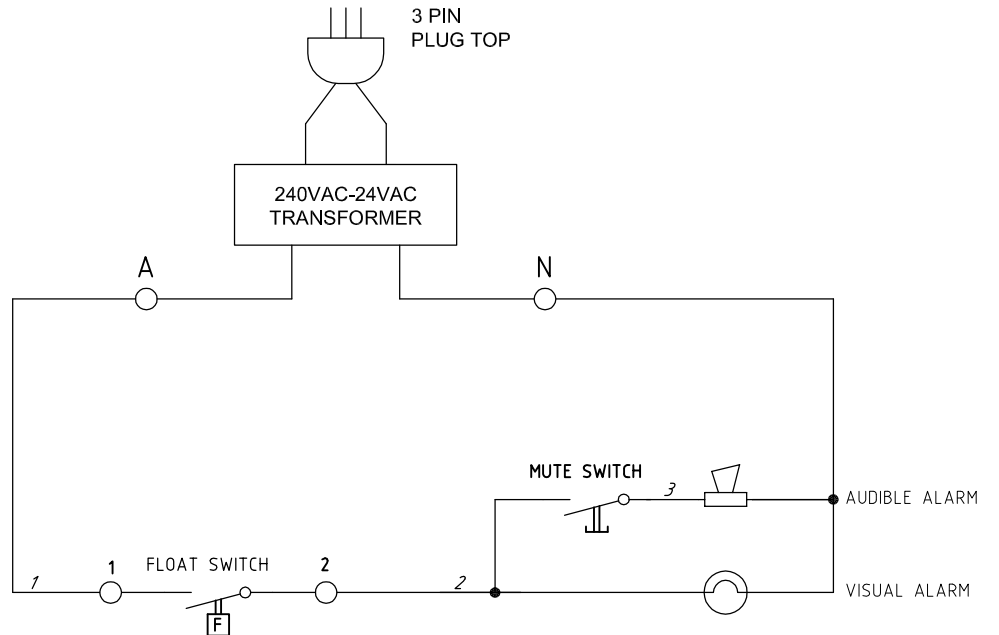 3 PIN
PLUG TOP
240VAC-24VAC
TRANSFORMER
A
N
MUTE SWITCH
3
AUDIBLE ALARM
1
1
FLOAT SWITCH
2
2
VISUAL ALARM
F